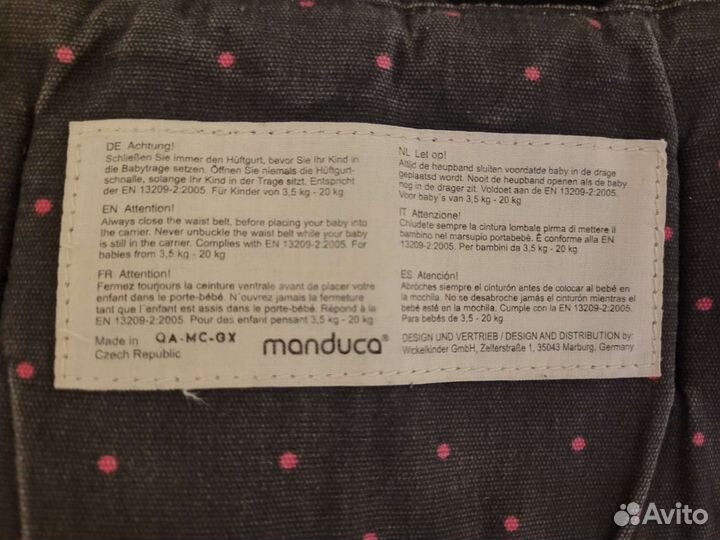 DE Achtung!
Schließen Sie immer den Hüftgurt, bevor Sie Ihr Kind in
die Babytrage setzen. Öffnen Sie niemals die Hüftgurt-
schnalle, solange Ihr Kind in der Trage sitzt. Entspricht
der EN 13209-2:2005. Für Kinder von 3,5 kg - 20 kg
EN Attention!
Always close the waist belt, before placing your baby into
the carrier. Never unbuckle the waist belt while your baby
is still in the carrier. Complies with EN 13209-2:2005. For
babies from 3,5 kg - 20 kg
FR Attention!
Fermez toujours la ceinture ventrale avant de placer votre
enfant dans le porte-bébé. N´ouvrez jamais la fermeture
tant que l´enfant est assis dans le porte-bébé. Répond à la
EN 13209-2:2005. Pour des enfant pensant 3,5 kg - 20 kg
Made in
Czech Republic
QA-MC-GX
manduca®
NL Let op!
Altijd de heupband sluiten voordatde baby in de drage
geplaatsd wordt. Nooit de heupband openen als de baby
nog in de drager zit. Voldoet aan de EN 13209-2:2005.
Voor baby´s van 3,5 kg - 20 kg
IT Attenzione!
Chiudete sempre la cintura lombale pirma di mettere il
bambino nel marsupio portabebé. È conforme alla EN
13209-2:2005. Per bambini da 3,5 kg - 20 kg
ES Atención!
Abróches siempre el cinturón antes de colocar al bebé en
la mochila. No se desabroche jamás el cinturón mientras el
bebé esté en la mochila. Cumple con la EN 13209-2:2005.
Para bebés de 3,5 - 20 kg
DESIGN UND VERTRIEB / DESIGN AND DISTRIBUTION by:
Wickelkinder GmbH, Zeilerstraße 1, 35043 Marburg, Germany
Avito